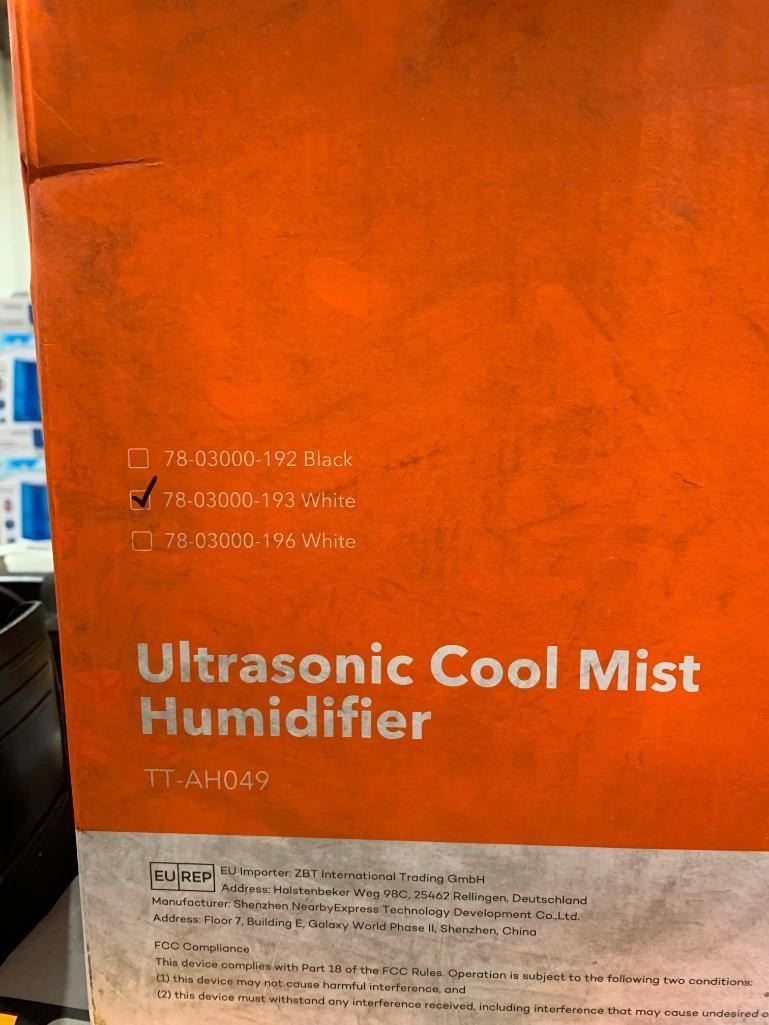 78-03000-192 Black
78-03000-193 White
78-03000-196 White
Ultrasonic Cool Mist
Humidifier
TT-AH049
EU REP
EU Importer: ZBT International Trading GmbH
Address: Halstenbeker Weg 98C, 25462 Rellingen, Deutschland
Manufacturer: Shenzhen NearbyExpress Technology Development Co.,Ltd.
Address: Floor 7, Building E, Galaxy World Phase II, Shenzhen, China
FCC Compliance
This device complies with Part 18 of the FCC Rules. Operation is subject to the following two conditions:
(1) this device may not cause harmful interference, and
(2) this device must withstand any interference received, including interference that may cause undesired